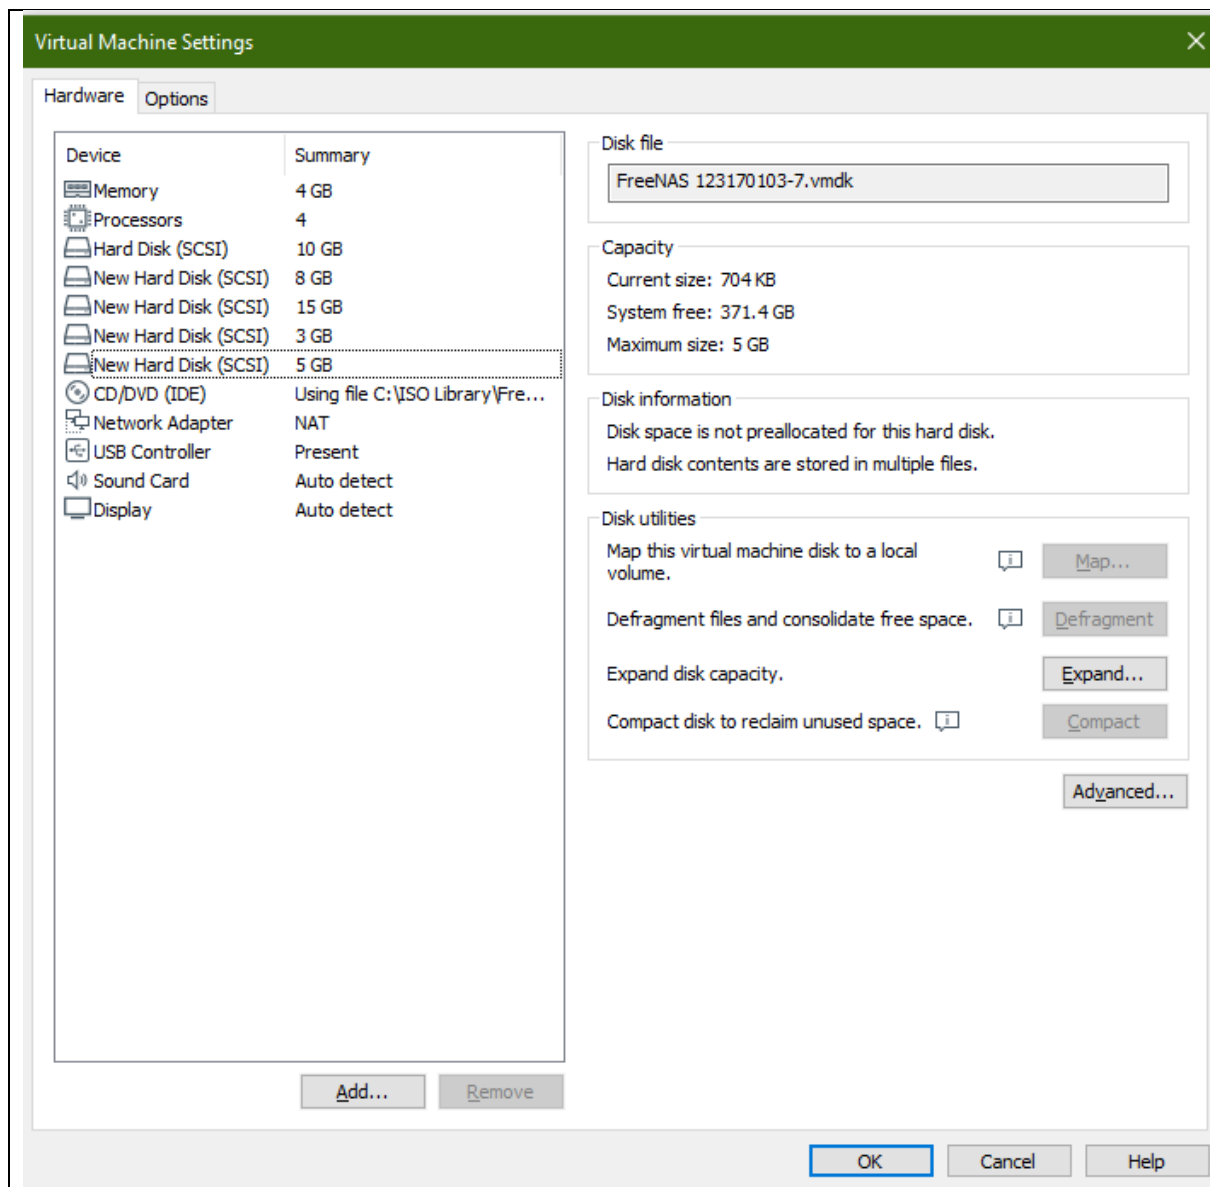 Virtual Machine Settings
Hardware
Options
Device Summary
Memory 4 GB
Processors 4
Hard Disk (SCSI) 10 GB
New Hard Disk (SCSI) 8 GB
New Hard Disk (SCSI) 15 GB
New Hard Disk (SCSI) 3 GB
New Hard Disk (SCSI) 5 GB
CD/DVD (IDE) Using file C:\ISO Library\Fre...
Network Adapter NAT
USB Controller Present
Sound Card Auto detect
Display Auto detect
Add...
Remove
Disk file
FreeNAS 123170103-7.vmdk
Capacity
Current size: 704 KB
System free: 371.4 GB
Maximum size: 5 GB
Disk information
Disk space is not preallocated for this hard disk.
Hard disk contents are stored in multiple files.
Disk utilities
Map this virtual machine disk to a local
volume.
Map...
Defragment files and consolidate free space.
Defragment
Expand disk capacity.
Expand...
Compact disk to reclaim unused space.
Compact
Advanced...
OK
Cancel
Help